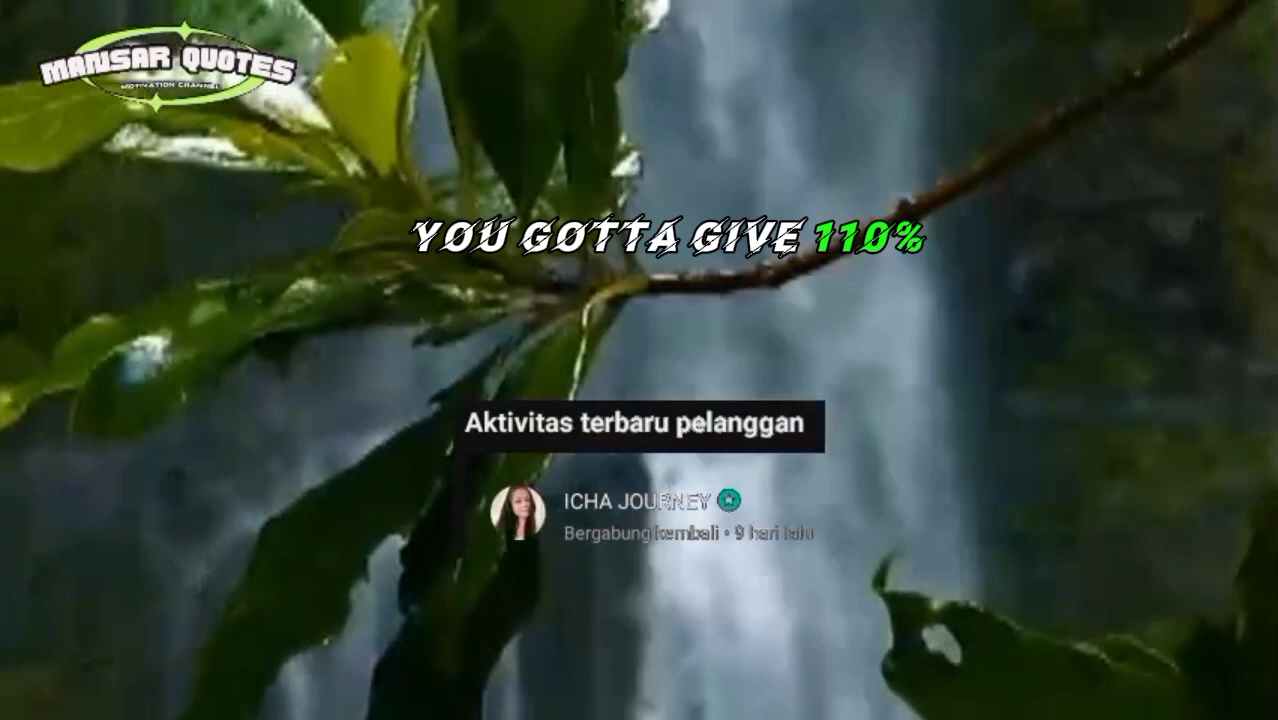 MANSAR QUOTES
MOTIVATION CHANNEL
YOU GOTTA GIVE 110%
Aktivitas terbaru pelanggan
ICHA JOURNEY
Bergabung kembali • 9 hari lalu